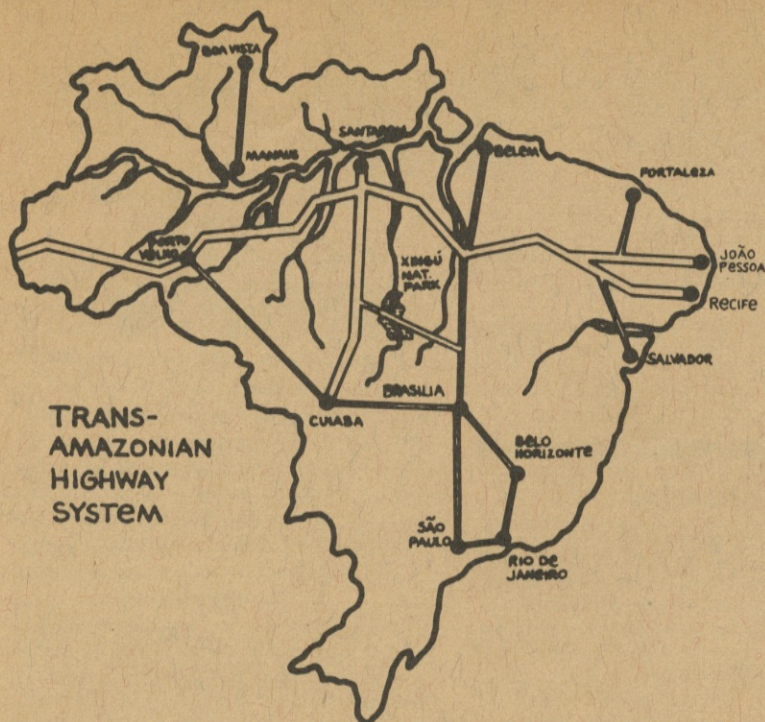 BOA VISTA
MANAUS
SANTAREM
BELEM
FORTALEZA
PORTO
VELHO
XINGÚ
NAT.
PARK
JOÃO
PESSOA
RECIFE
SALVADOR
BRASILIA
CUIABA
BELO
HORIZONTE
TRANS-
AMAZONIAN
HIGHWAY
SYSTEM
SÃO
PAULO
RIO DE
JANEIRO